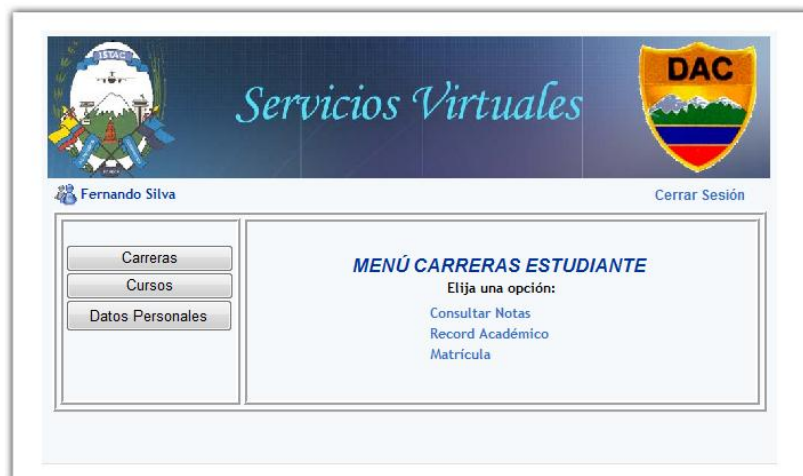 ISTAC
Servicios Virtuales
DAC
Fernando Silva
Cerrar Sesión
Carreras
Cursos
Datos Personales
MENÚ CARRERAS ESTUDIANTE
Elija una opción:
Consultar Notas
Record Académico
Matrícula